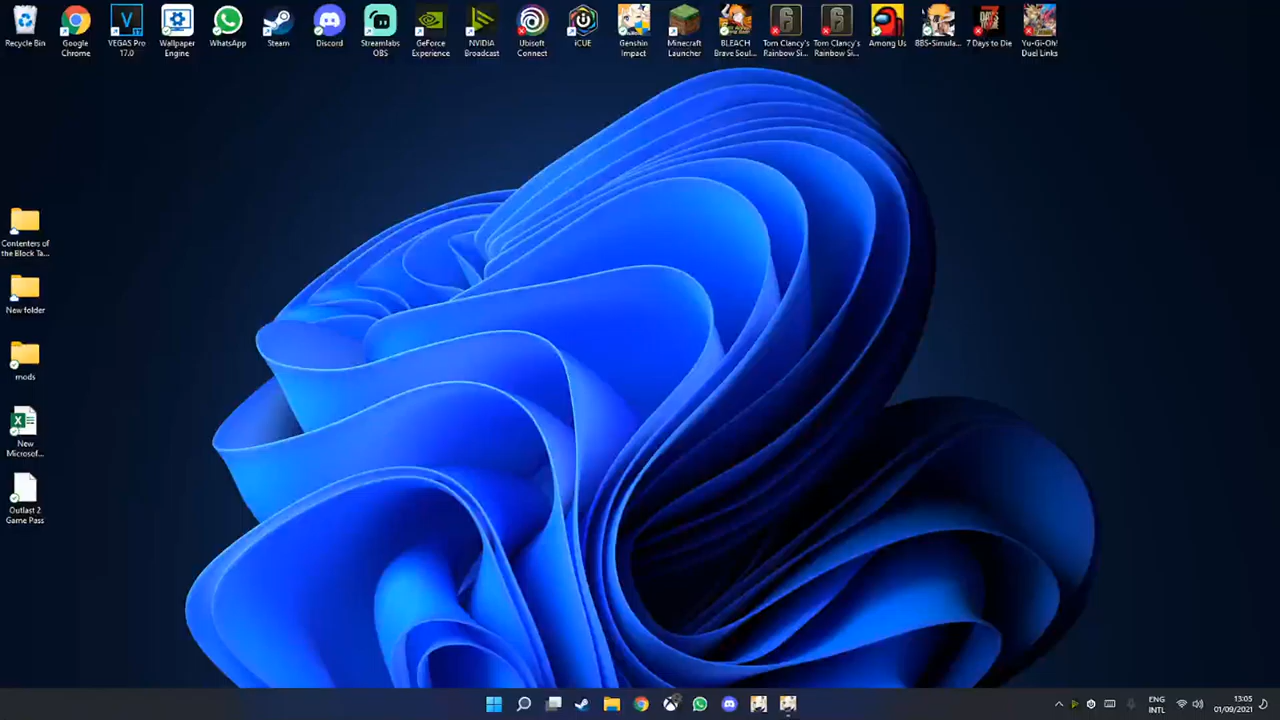 Recycle Bin
Google
Chrome
VEGAS Pro
17.0
Wallpaper
Engine
WhatsApp
Steam
Discord
Streamlabs
OBS
GeForce
Experience
NVIDIA
Broadcast
Ubisoft
Connect
iCUE
Genshin
Impact
Minecraft
Launcher
BLEACH
Brave Soul...
Tom Clancy's
Rainbow Si...
Tom Clancy's
Rainbow Si...
Among Us
BBS-Simula...
7 Days to Die
Yu-Gi-Oh!
Duel Links
Contenters of
the Block Ta...
New folder
mods
New
Microsof...
Outlast 2
Game Pass
ENG
INTL
13:05
01/09/2021